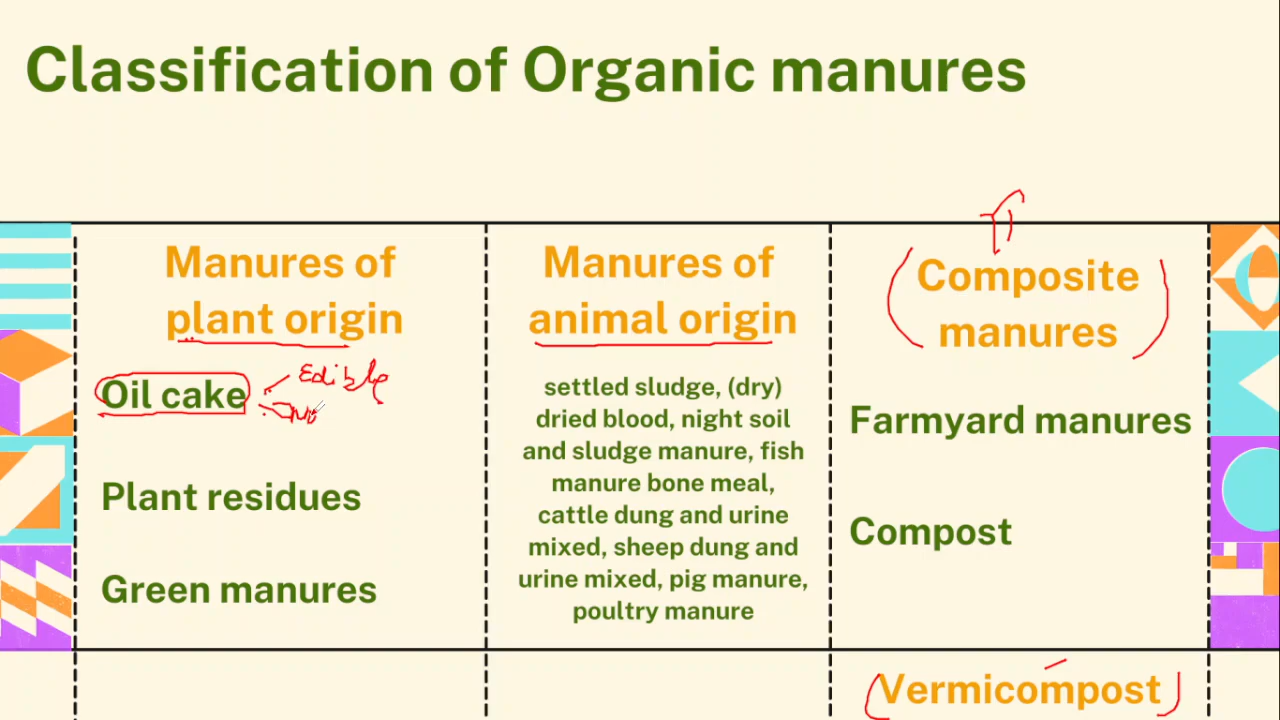 Classification of Organic manures
Manures of
plant origin
Oil cake
Edible
Plant residues
Green manures
Manures of
animal origin
settled sludge, (dry)
dried blood, night soil
and sludge manure, fish
manure bone meal,
cattle dung and urine
mixed, sheep dung and
urine mixed, pig manure,
poultry manure
Composite
manures
Farmyard manures
Compost
Vermicompost